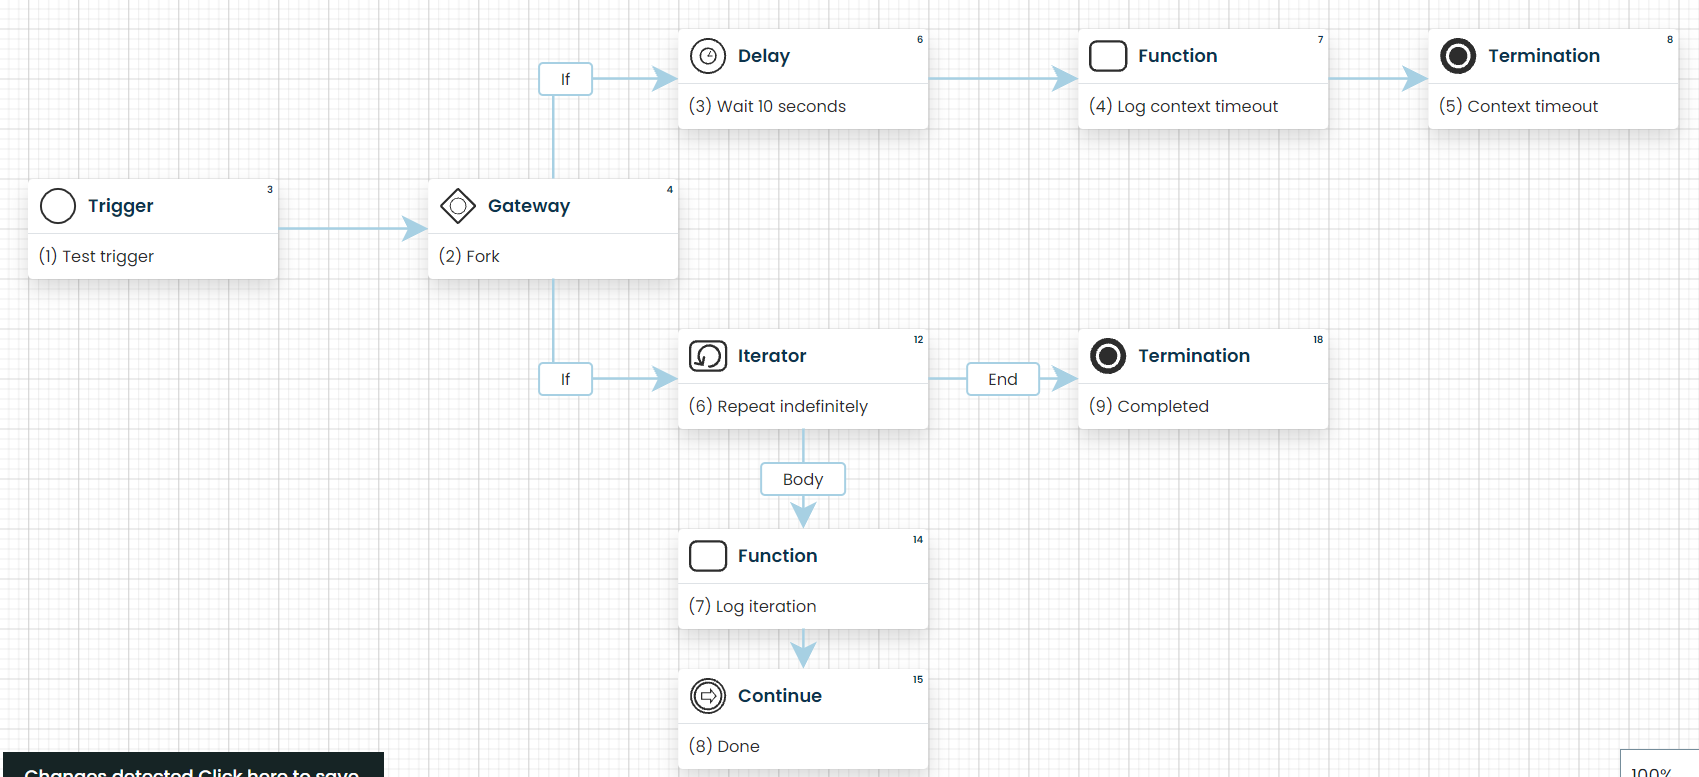 6
Delay
(3) Wait 10 seconds
7
Function
(4) Log context timeout
8
Termination
(5) Context timeout
If
3
Trigger
(1) Test trigger
4
Gateway
(2) Fork
If
12
Iterator
(6) Repeat indefinitely
End
18
Termination
(9) Completed
Body
14
Function
(7) Log iteration
15
Continue
(8) Done
Changes detected Click here to save
100%